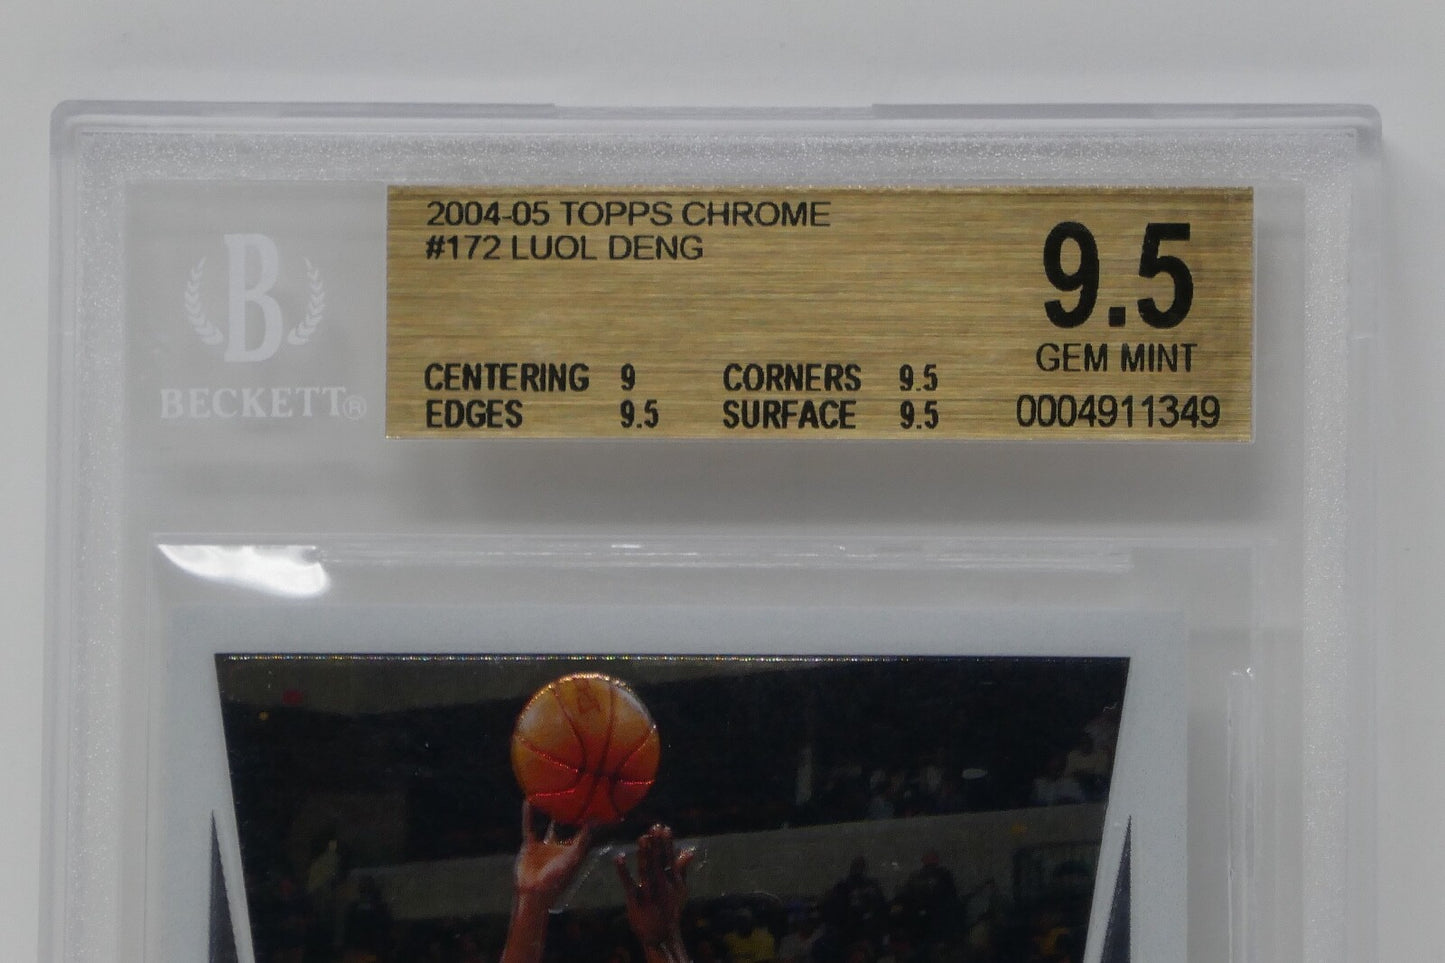 2004-05 TOPPS CHROME
#172 LUOL DENG
9.5
GEM MINT
0004911349
CENTERING 9 CORNERS 9.5
EDGES 9.5 SURFACE 9.5
B
BECKETT®